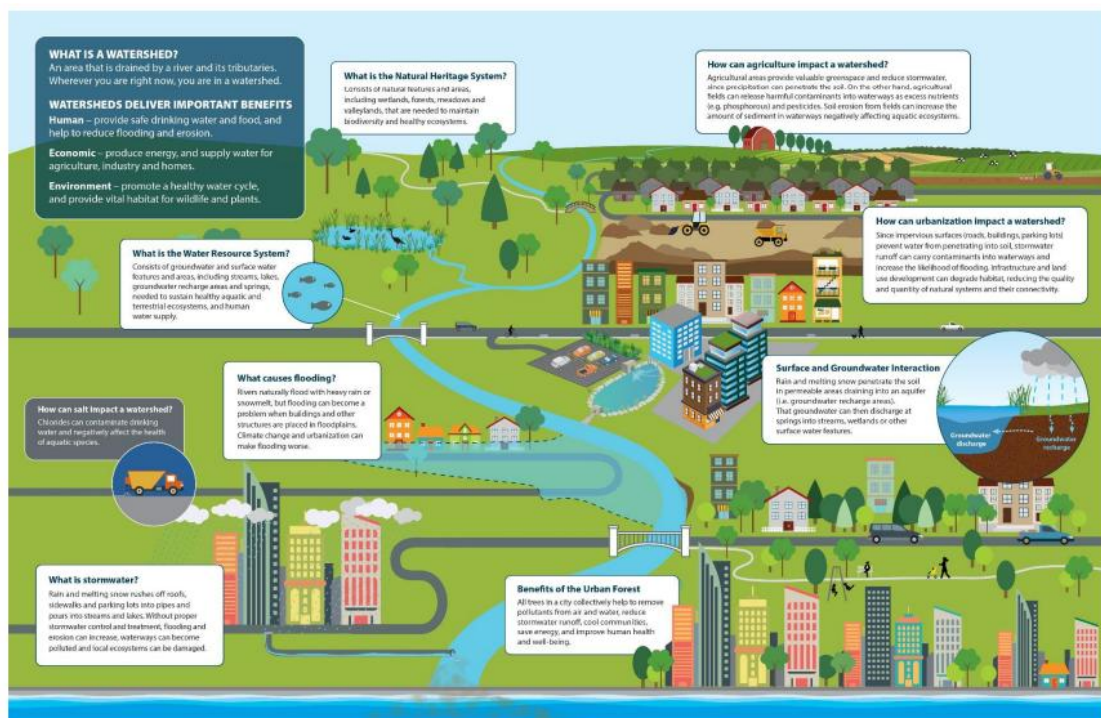 WHAT IS A WATERSHED?
An area that is drained by a river and its tributaries.
Wherever you are right now, you are in a watershed.
WATERSHEDS DELIVER IMPORTANT BENEFITS
Human – provide safe drinking water and food, and
help to reduce flooding and erosion.
Economic – produce energy, and supply water for
agriculture, industry and homes.
Environment – promote a healthy water cycle,
and provide vital habitat for wildlife and plants.
What is the Natural Heritage System?
Consists of natural features and areas,
including wetlands, forests, meadows and
valleylands, that are needed to maintain
biodiversity and healthy ecosystems.
How can agriculture impact a watershed?
Agricultural areas provide valuable greenspace and reduce stormwater,
since precipitation can penetrate the soil. On the other hand, agricultural
fields can release harmful contaminants into waterways as excess nutrients
(e.g. phosphorous) and pesticides. Soil erosion from fields can increase the
amount of sediment in waterways negatively affecting aquatic ecosystems.
What is the Water Resource System?
Consists of groundwater and surface water
features and areas, including streams, lakes,
groundwater recharge areas and springs,
needed to sustain healthy aquatic and
terrestrial ecosystems, and human
water supply.
How can urbanization impact a watershed?
Since impervious surfaces (roads, buildings, parking lots)
prevent water from penetrating into soil, stormwater
runoff can carry contaminants into waterways and
increase the likelihood of flooding. Infrastructure and land
use development can degrade habitat, reducing the quality
and quantity of natural systems and their connectivity.
What causes flooding?
Rivers naturally flood with heavy rain or
snowmelt, but flooding can become a
problem when buildings and other
structures are placed in floodplains.
Climate change and urbanization can
make flooding worse.
Surface and Groundwater Interaction
Rain and melting snow penetrate the soil
in permeable areas draining into an aquifer
(i.e. groundwater recharge areas).
That groundwater can then discharge at
springs into streams, wetlands or other
surface water features.
Groundwater
discharge
Groundwater
recharge
How can salt impact a watershed?
Chlorides can contaminate drinking
water and negatively affect the health
of aquatic species.
What is stormwater?
Rain and melting snow rushes off roofs,
sidewalks and parking lots into pipes and
pours into streams and lakes. Without proper
stormwater control and treatment, flooding and
erosion can increase, waterways can become
polluted and local ecosystems can be damaged.
Benefits of the Urban Forest
All trees in a city collectively help to remove
pollutants from air and water, reduce
stormwater runoff, cool communities,
save energy, and improve human health
and well-being.